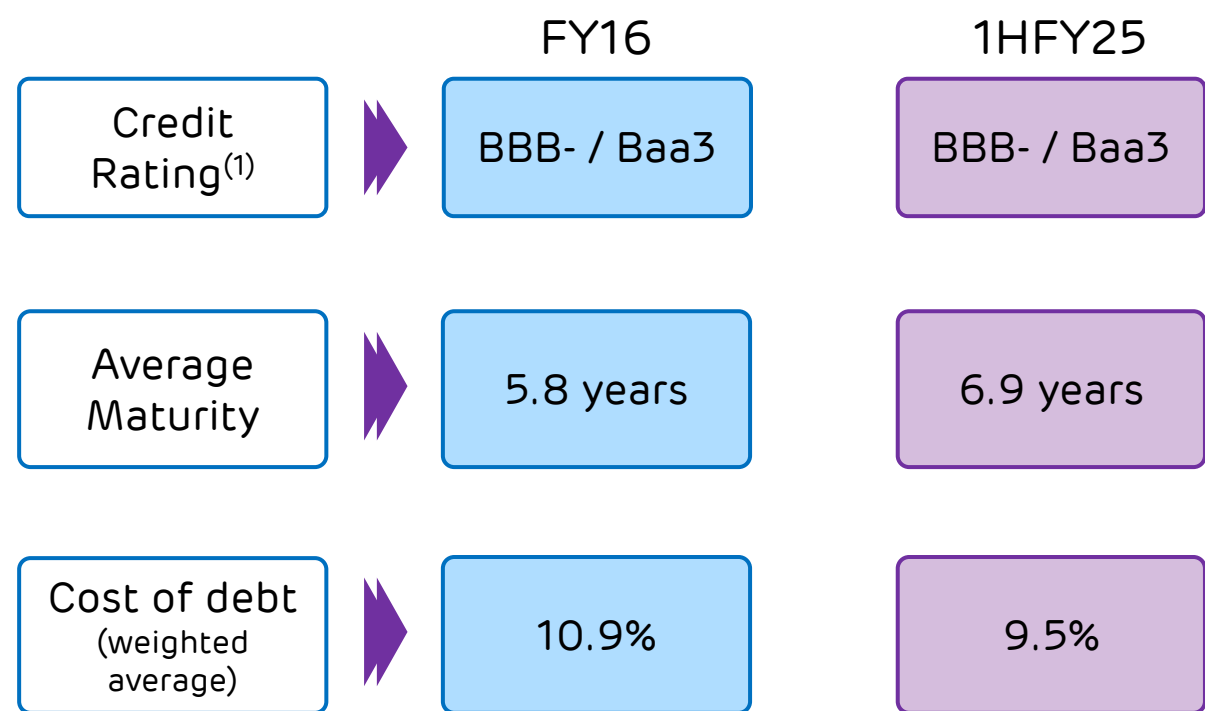 FY16 1HFY25
Credit
Rating(1)
BBB- / Baa3
BBB- / Baa3
Average
Maturity
5.8 years
6.9 years
Cost of debt
(weighted
average)
10.9%
9.5%